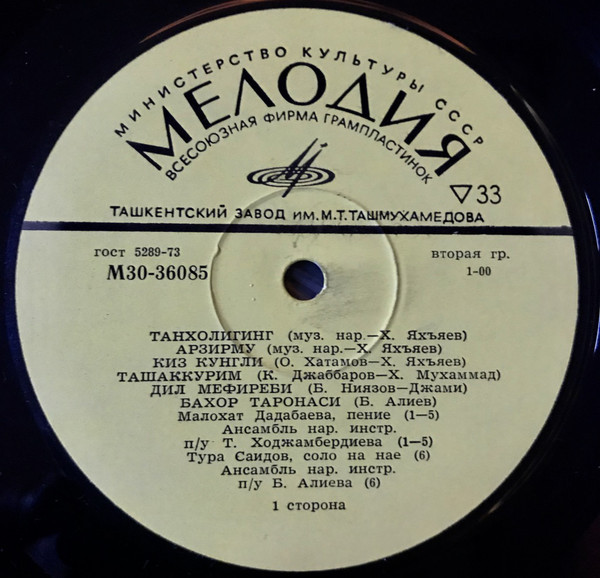 МИНИСТЕРСТВО КУЛЬТУРЫ СССР
МЕЛОДИЯ
ВСЕСОЮЗНАЯ ФИРМА ГРАМПЛАСТИНОК
▽33
ТАШКЕНТСКИЙ ЗАВОД ИМ. М.Т. ТАШМУХАМЕДОВА
гост 5289-73
М30-36085
вторая гр.
1-00
ТАНХОЛИГИНГ (муз. нар.—Х. Яхъяев)
АРЗИРМУ (муз. нар.—Х. Яхъяев)
КИЗ КУНГЛИ (О. Хатамов—Х. Яхъяев)
ТАШАККУРИМ (К. Джаббаров—Х. Мухаммад)
ДИЛ МЕФИРЕБИ (Б. Ниязов—Джами)
БАХОР ТАРОНАСИ (Б. Алиев)
Малохат Дадабаева, пение (1—5)
Ансамбль нар. инстр.
п/у Т. Ходжамбердиева (1—5)
Тура Саидов, соло на нае (6)
Ансамбль нар. инстр.
п/у Б. Алиева (6)
1 сторона